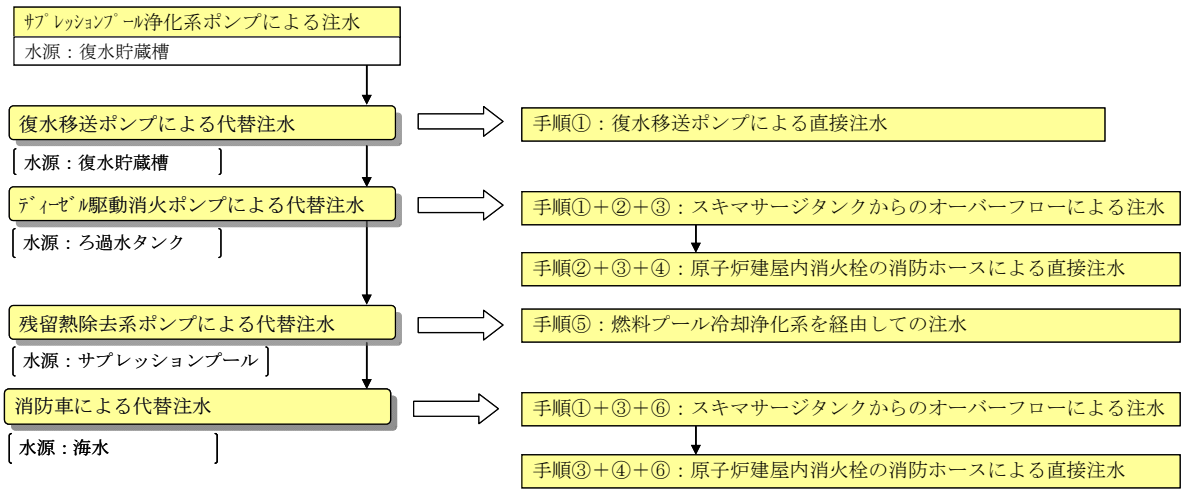 ｻﾌﾟﾚｯｼｮﾝﾌﾟｰﾙ浄化系ポンプによる注水
水源：復水貯蔵槽
復水移送ポンプによる代替注水
手順①：復水移送ポンプによる直接注水
水源：復水貯蔵槽
ﾃﾞｨｰｾﾞﾙ駆動消火ポンプによる代替注水
手順①＋②＋③：スキマサージタンクからのオーバーフローによる注水
水源：ろ過水タンク
手順②＋③＋④：原子炉建屋内消火栓の消防ホースによる直接注水
残留熱除去系ポンプによる代替注水
手順⑤：燃料プール冷却浄化系を経由しての注水
水源：サプレッションプール
消防車による代替注水
手順①＋③＋⑥：スキマサージタンクからのオーバーフローによる注水
水源：海水
手順③＋④＋⑥：原子炉建屋内消火栓の消防ホースによる直接注水